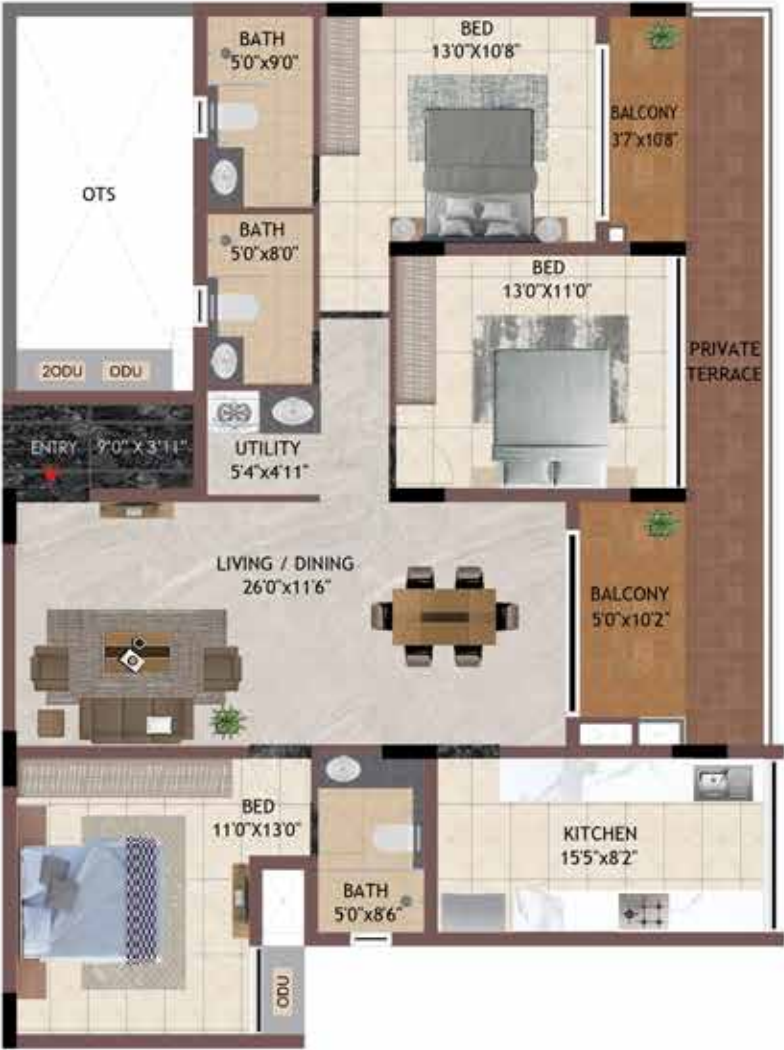 BATH
5'0"x9'0"
BED
13'0"X10'8"
BALCONY
3'7"x10'8"
OTS
BATH
5'0"x8'0"
BED
13'0"X11'0"
PRIVATE
TERRACE
2ODU
ODU
ENTRY
9'0" X 3'11"
UTILITY
5'4"x4'11"
LIVING / DINING
26'0"x11'6"
BALCONY
5'0"x10'2"
BED
11'0"X13'0"
KITCHEN
15'5"x8'2"
BATH
5'0"x8'6"
ODU